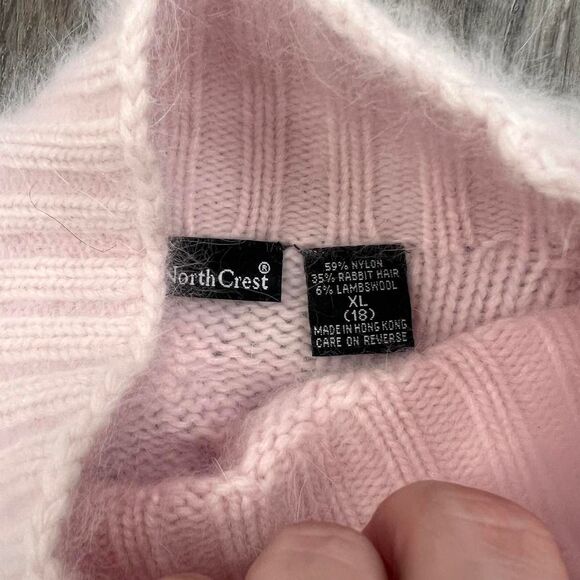 NorthCrest®
59% NYLON
35% RABBIT HAIR
6% LAMBSWOOL
XL
(18)
MADE IN HONG KONG
CARE ON REVERSE